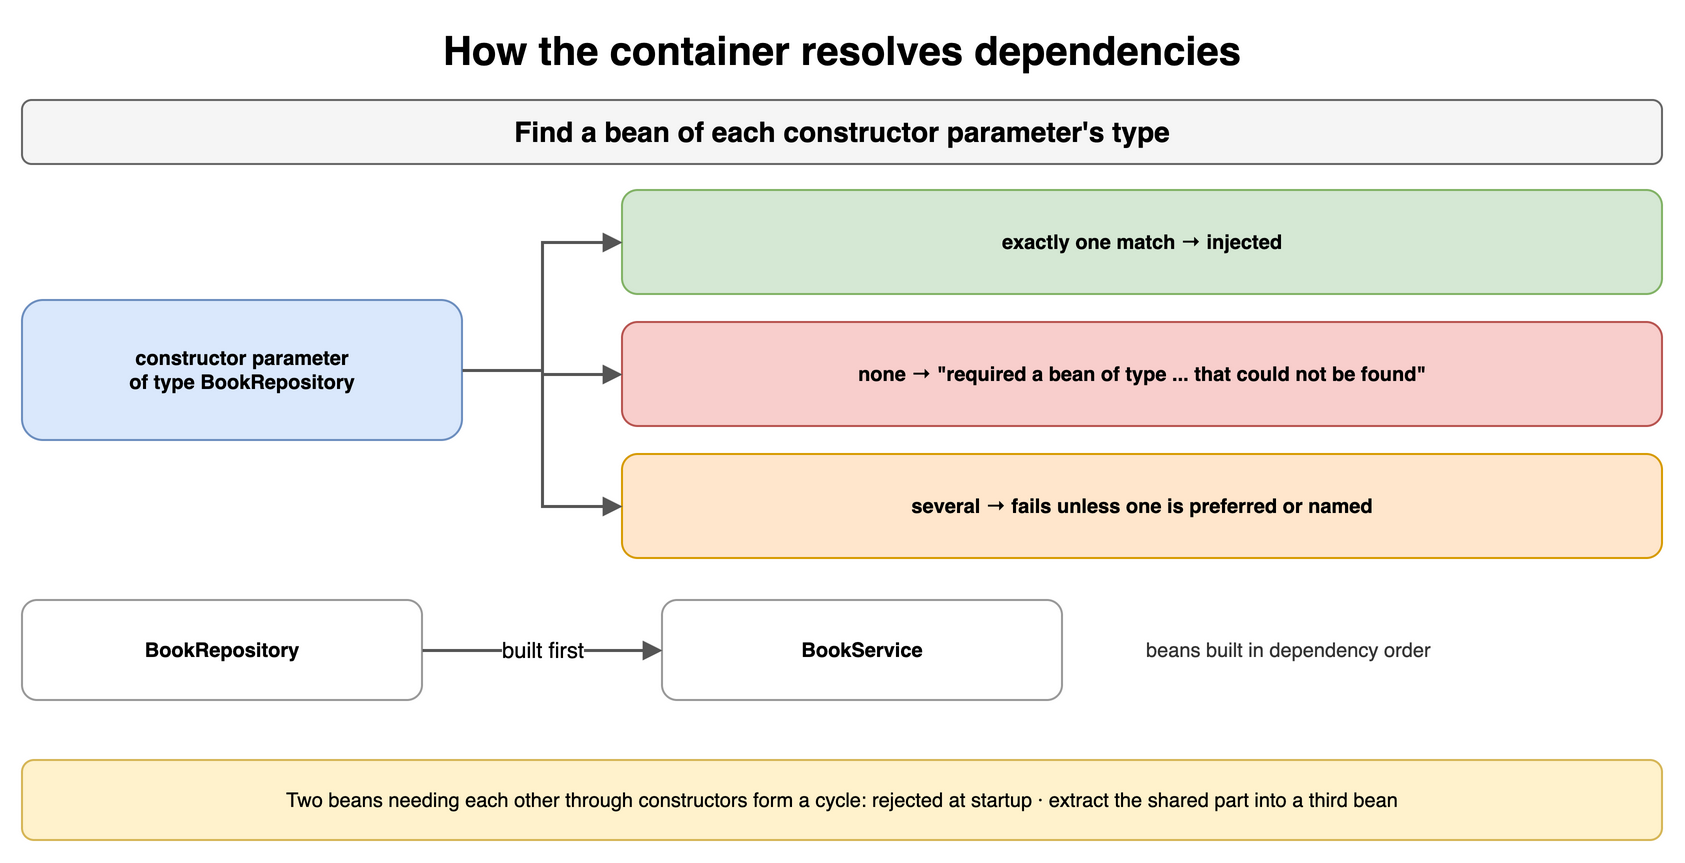 How the container resolves dependencies
Find a bean of each constructor parameter's type
exactly one match → injected
constructor parameter
of type BookRepository
none → "required a bean of type ... that could not be found"
several → fails unless one is preferred or named
BookRepository
built first
BookService
beans built in dependency order
Two beans needing each other through constructors form a cycle: rejected at startup · extract the shared part into a third bean